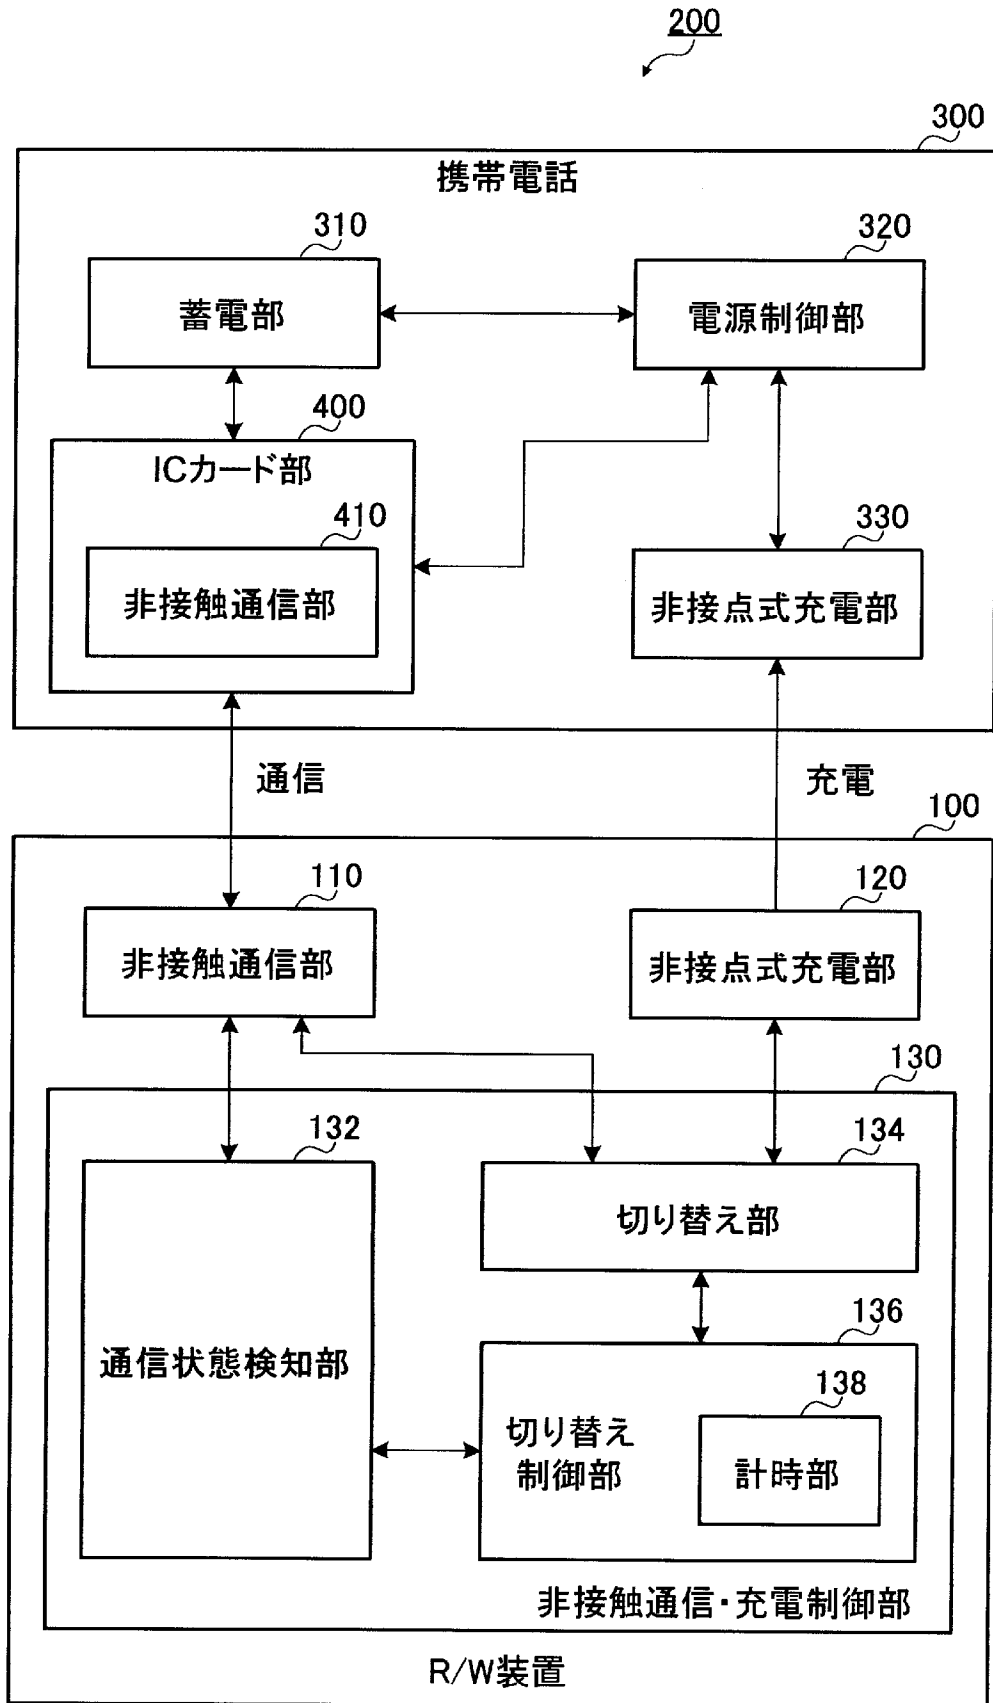 200
300
携帯電話
310
320
蓄電部
電源制御部
400
ICカード部
410
330
非接触通信部
非接点式充電部
通信
充電
100
110
120
非接触通信部
非接点式充電部
130
132
134
切り替え部
136
通信状態検知部
138
切り替え
制御部
計時部
非接触通信・充電制御部
R/W装置